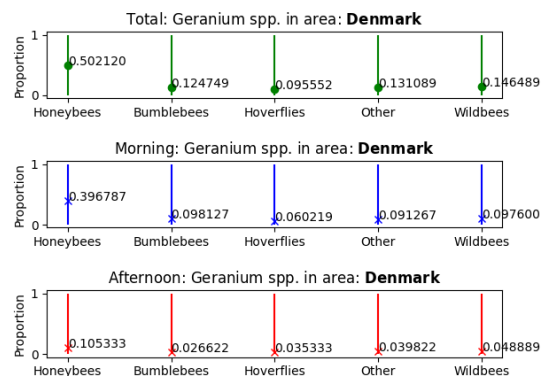 Total: Geranium spp. in area: Denmark
Proportion
1
0
0.502120
0.124749
0.095552
0.131089
0.146489
Honeybees Bumblebees Hoverflies Other Wildbees
Morning: Geranium spp. in area: Denmark
Proportion
1
0
0.396787
0.098127
0.060219
0.091267
0.097600
Honeybees Bumblebees Hoverflies Other Wildbees
Afternoon: Geranium spp. in area: Denmark
Proportion
1
0
0.105333
0.026622
0.035333
0.039822
0.048889
Honeybees Bumblebees Hoverflies Other Wildbees